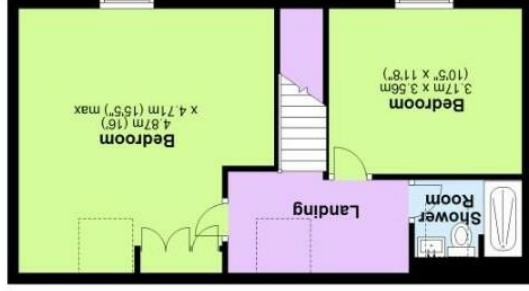 Shower
Room
Landing
Bedroom
4.87m (16')
x 4.71m (15'5") max
Bedroom
3.17m x 3.56m
(10'5" x 11'8")